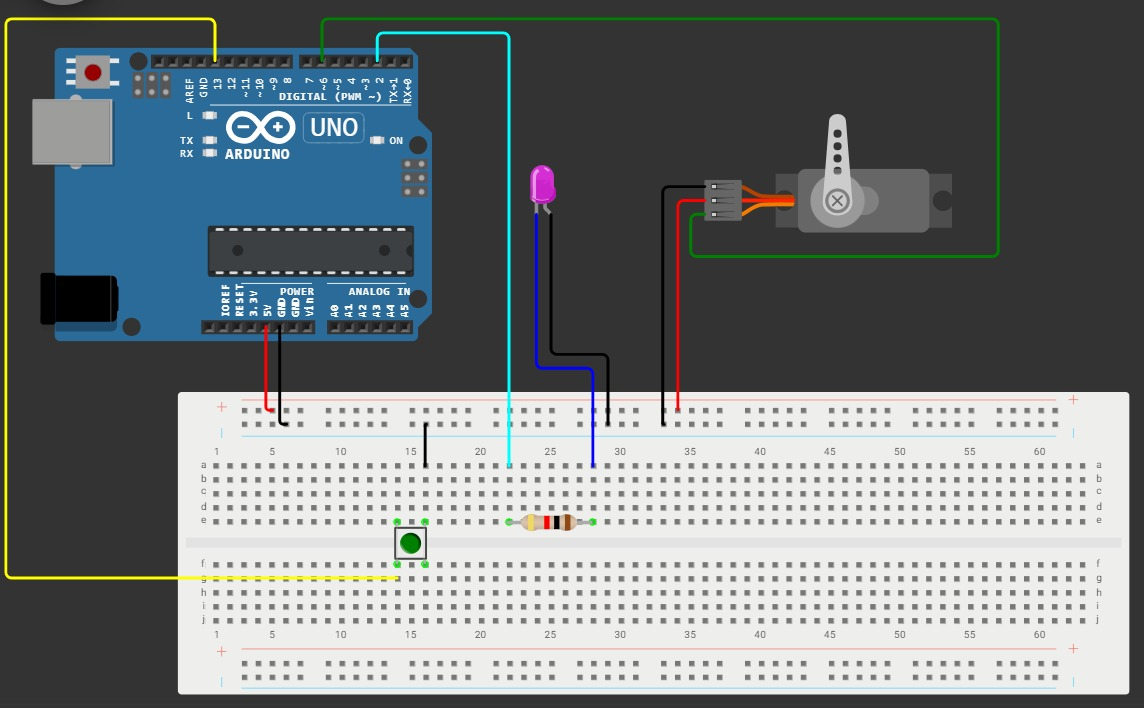 AREF
GND
13
12
~11
~10
~9
8
7
~6
~5
4
~3
2
TX→1
RX←0
DIGITAL (PWM ~)
L
TX
RX
UNO
ON
ARDUINO
IOREF
RESET
3.3V
5V
GND
GND
Vin
POWER
ANALOG IN
A0
A1
A2
A3
A4
A5
+ +
1 5 10 15 20 25 30 35 40 45 50 55 60
a a
b b
c c
d d
e e
f f
g g
h h
i i
j j
1 5 10 15 20 25 30 35 40 45 50 55 60
+ +